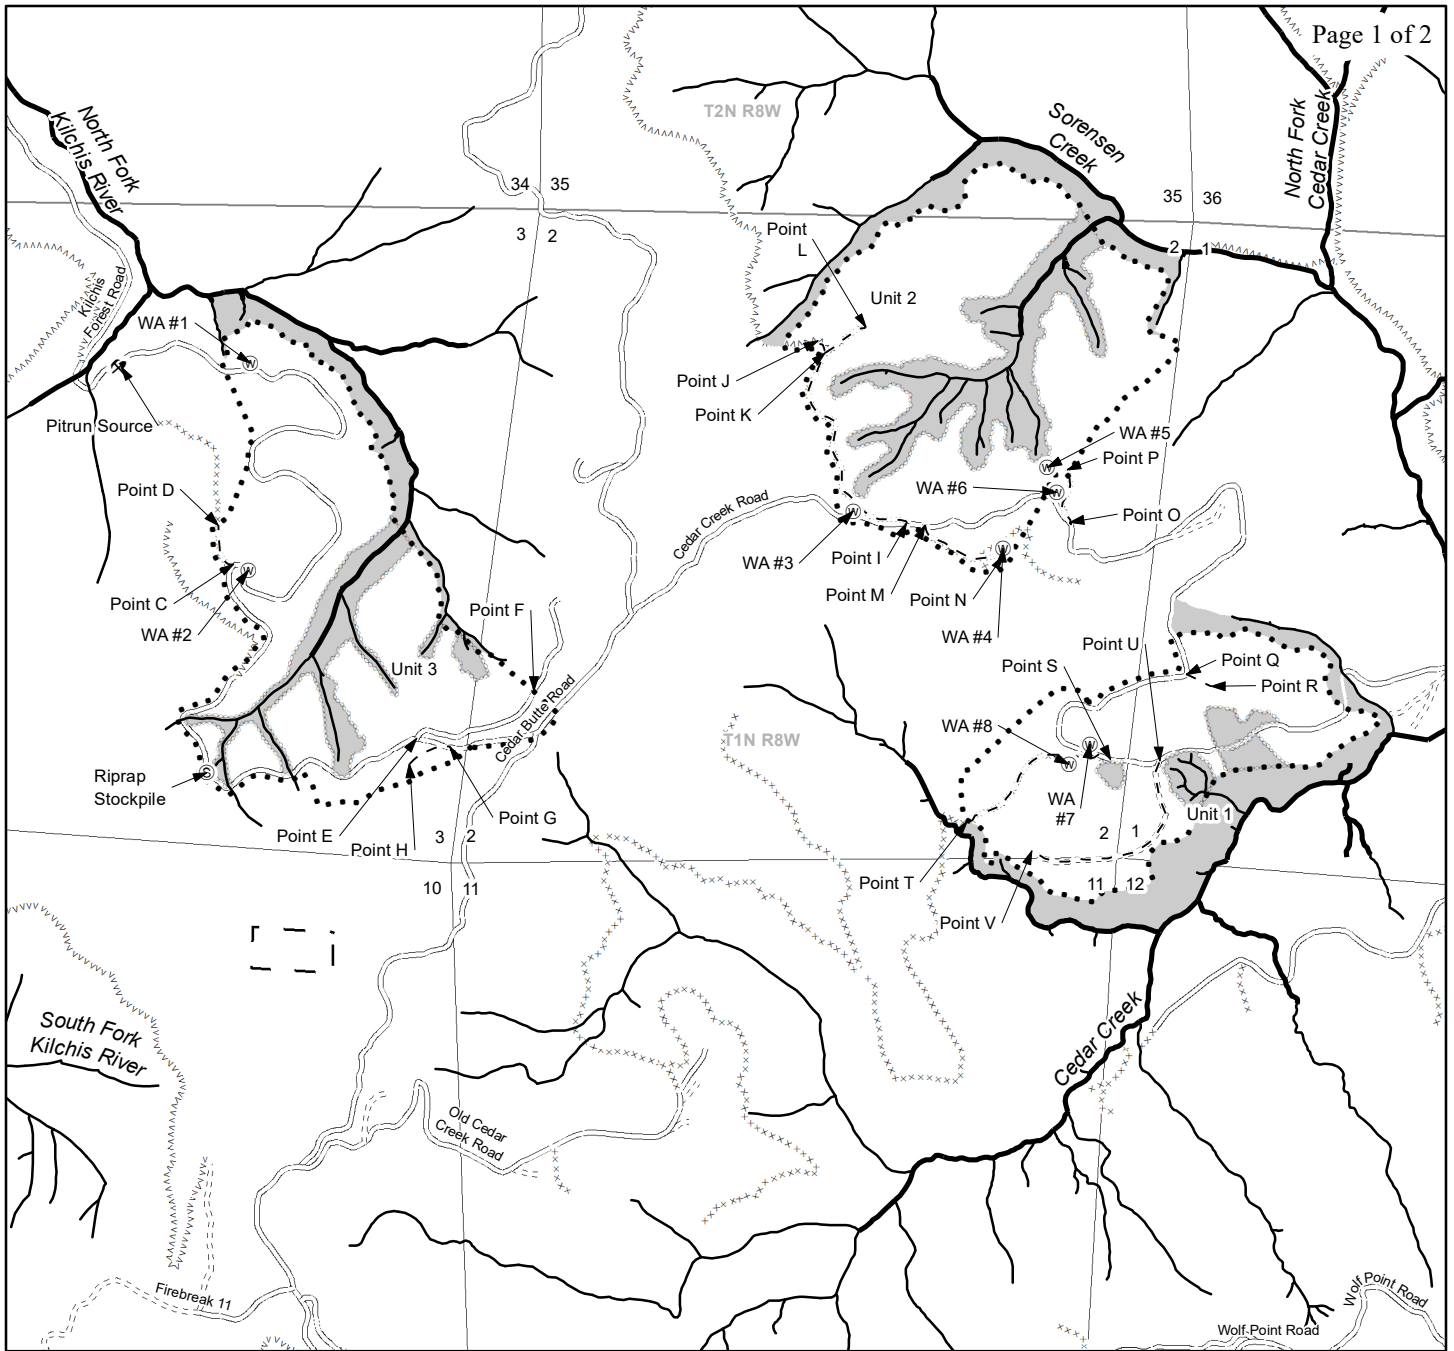 Page 1 of 2
T2N R8W
Sorensen
Creek
North Fork
Cedar Creek
North Fork
Kilchis River
34 35
3 2
35 36
2 1
Kilchis
Forest Road
Point
L
Unit 2
WA #1
W
Point J
Point K
Pitrun Source
WA #5
W
Point P
WA #6
W
Point D
Cedar Creek Road
Point O
W
WA #3
Point I
W
Point C
W
Point M
Point N
WA #2
Point F
WA #4
Point U
Point S
Point Q
Unit 3
Point R
Cedar Butte Road
WA #8
W
W
T1N R8W
Riprap
Stockpile
S
WA
#7
Unit 1
Point G
Point E
Point H
3 2
2 1
10 11
11 12
Point T
Point V
South Fork
Kilchis River
Cedar Creek
Old Cedar
Creek Road
Firebreak 11
Wolf Point Road
Wolf Point Road